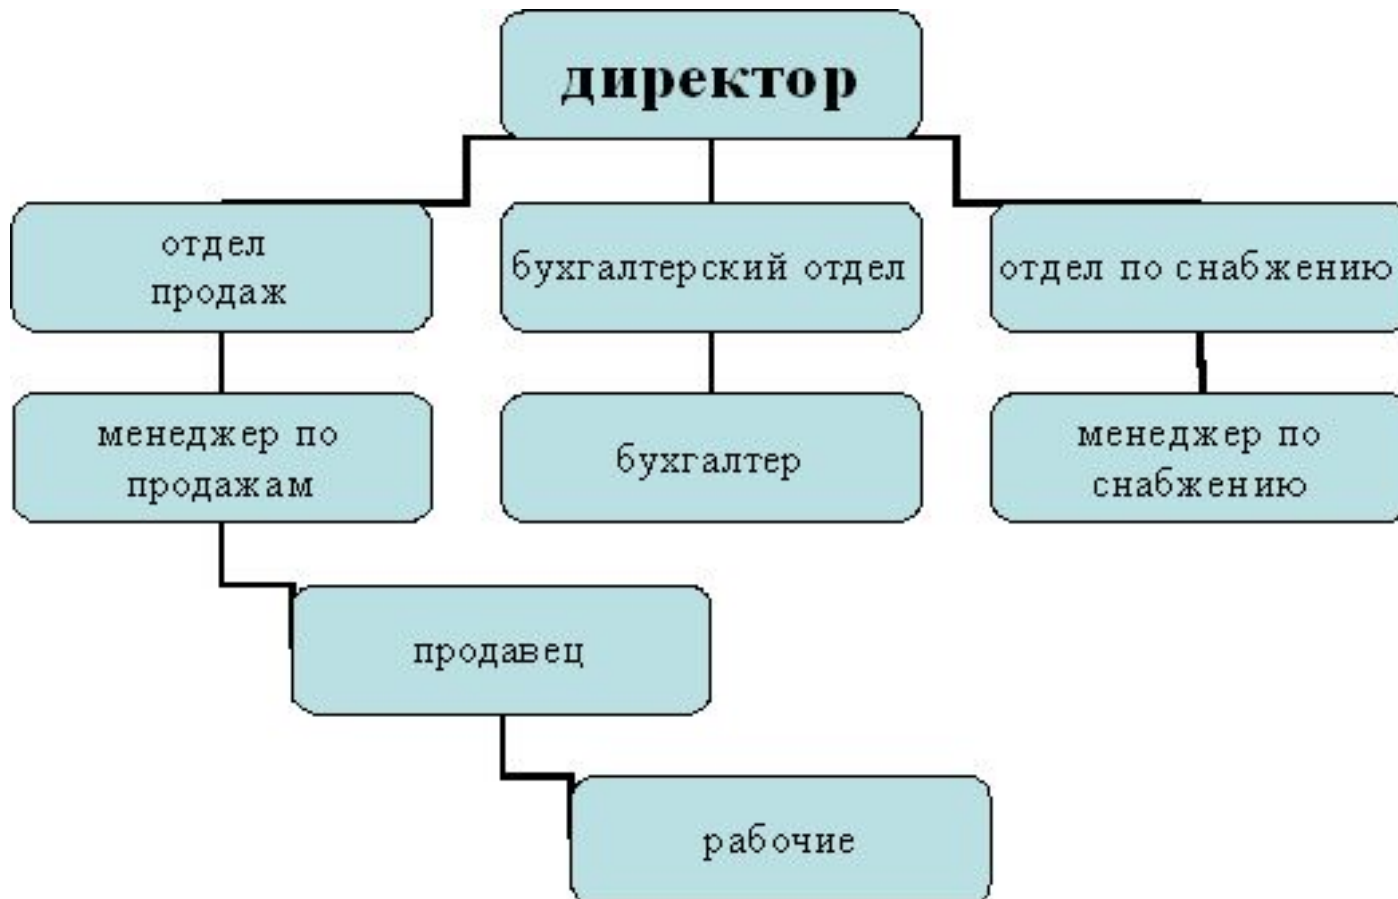 директор
отдел
продаж
бухгалтерский отдел
отдел по снабжению
менеджер по
продажам
бухгалтер
менеджер по
снабжению
продавец
рабочие